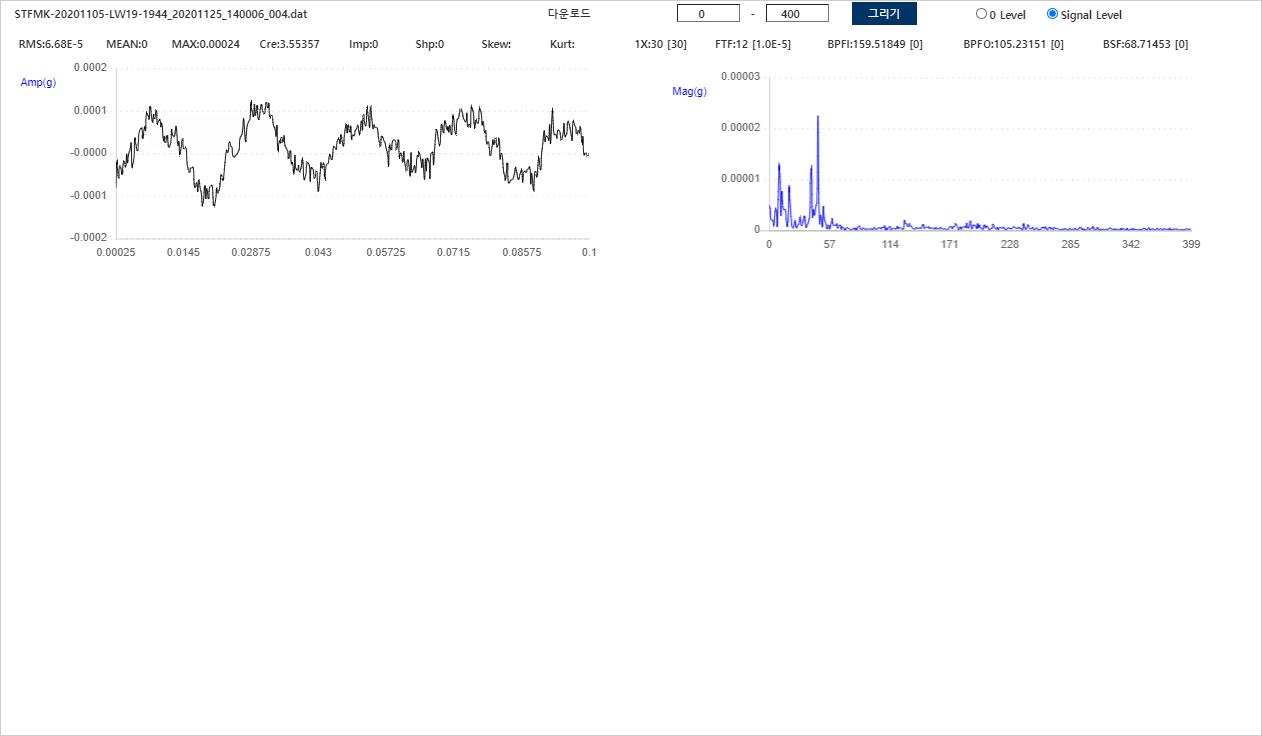 STFMK-20201105-LW19-1944_20201125_140006_004.dat 다운로드 0 - 400 그리기 0 Level Signal Level
RMS:6.68E-5 MEAN:0 MAX:0.00024 Cre:3.55357 Imp:0 Shp:0 Skew: Kurt: 1X:30 [30] FTF:12 [1.0E-5] BPFI:159.51849 [0] BPFO:105.23151 [0] BSF:68.71453 [0]
Amp(g)
0.0002
0.0001
-0.0000
-0.0001
-0.0002
0.00025 0.0145 0.02875 0.043 0.05725 0.0715 0.08575 0.1
Mag(g)
0.00003
0.00002
0.00001
0
0 57 114 171 228 285 342 399